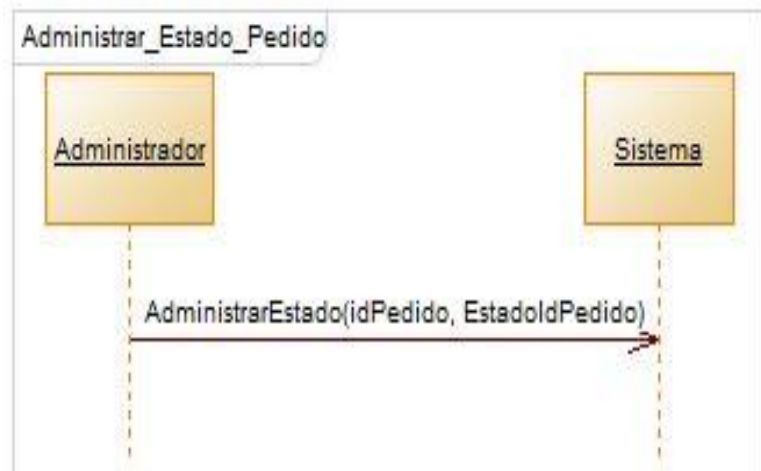 Administrar_Estado_Pedido
Administrador
Sistema
AdministrarEstado(idPedido, EstadoIdPedido)